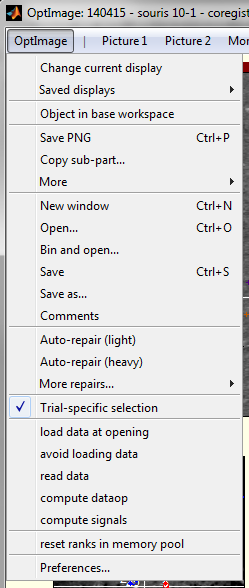 OptImage: 140415 - souris 10-1 - coregist
OptImage | Picture 1 Picture 2 Mor
Change current display
Saved displays
Object in base workspace
Save PNG Ctrl+P
Copy sub-part...
More
New window Ctrl+N
Open... Ctrl+O
Bin and open...
Save Ctrl+S
Save as...
Comments
Auto-repair (light)
Auto-repair (heavy)
More repairs...
Trial-specific selection
load data at opening
avoid loading data
read data
compute dataop
compute signals
reset ranks in memory pool
Preferences...